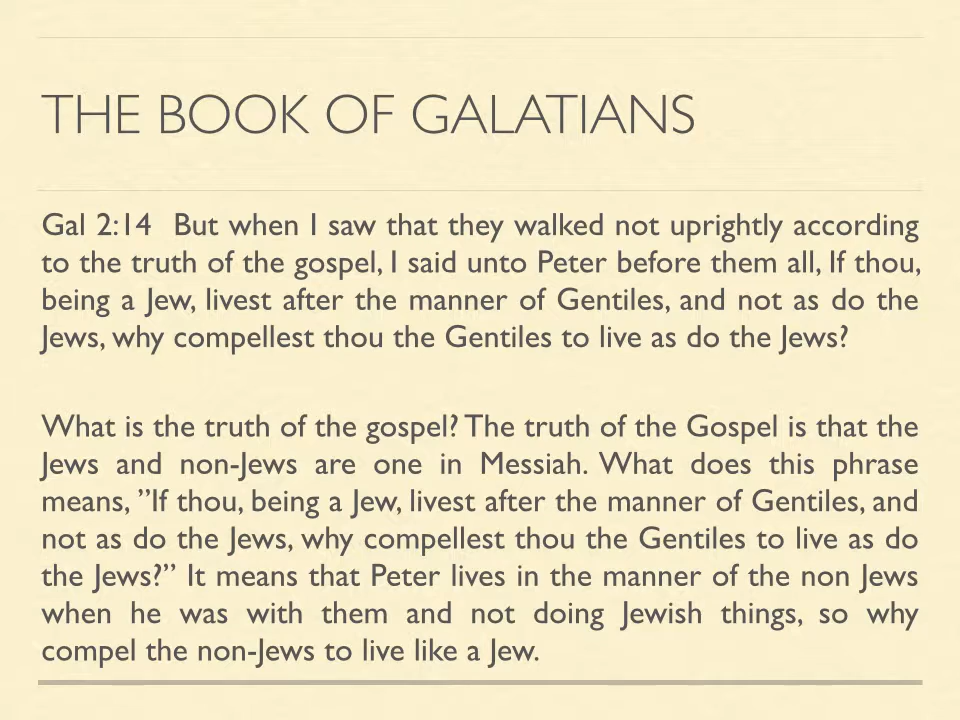 THE BOOK OF GALATIANS
Gal 2:14  But when I saw that they walked not uprightly according
to the truth of the gospel, I said unto Peter before them all, If thou,
being a Jew, livest after the manner of Gentiles, and not as do the
Jews, why compellest thou the Gentiles to live as do the Jews?
What is the truth of the gospel? The truth of the Gospel is that the
Jews and non-Jews are one in Messiah. What does this phrase
means, ”If thou, being a Jew, livest after the manner of Gentiles, and
not as do the Jews, why compellest thou the Gentiles to live as do
the Jews?” It means that Peter lives in the manner of the non Jews
when he was with them and not doing Jewish things, so why
compel the non-Jews to live like a Jew.